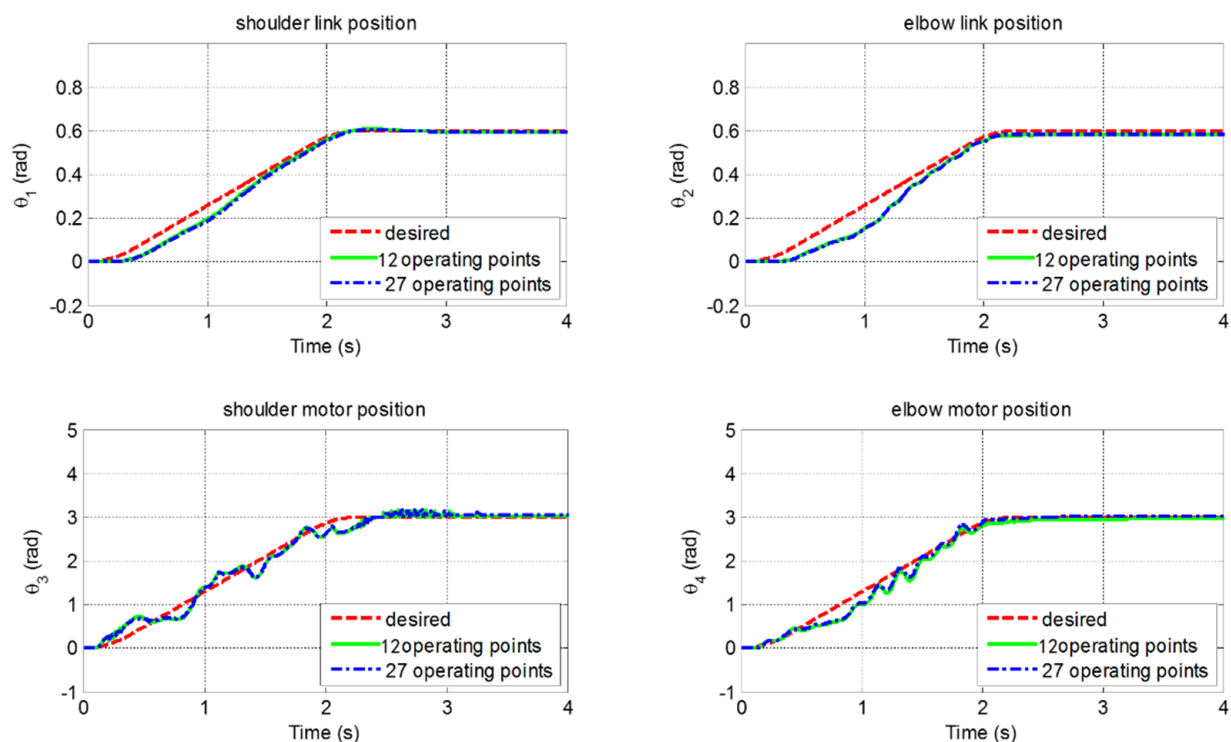 shoulder link position
0.8
0.6
0.4
0.2
0
-0.2
θ1 (rad)
desired
12 operating points
27 operating points
0 1 2 3 4
Time (s)
elbow link position
0.8
0.6
0.4
0.2
0
-0.2
θ2 (rad)
desired
12 operating points
27 operating points
0 1 2 3 4
Time (s)
shoulder motor position
5
4
3
2
1
0
-1
θ3 (rad)
desired
12operating points
27 operating points
0 1 2 3 4
Time (s)
elbow motor position
5
4
3
2
1
0
-1
θ4 (rad)
desired
12operating points
27 operating points
0 1 2 3 4
Time (s)